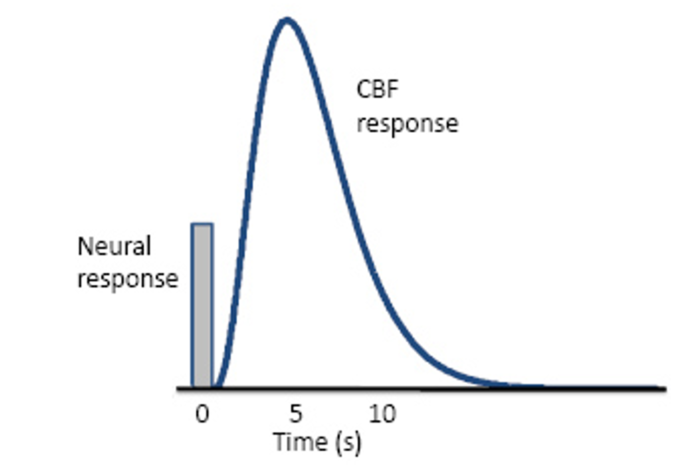 CBF
response
Neural
response
0 5 10
Time (s)